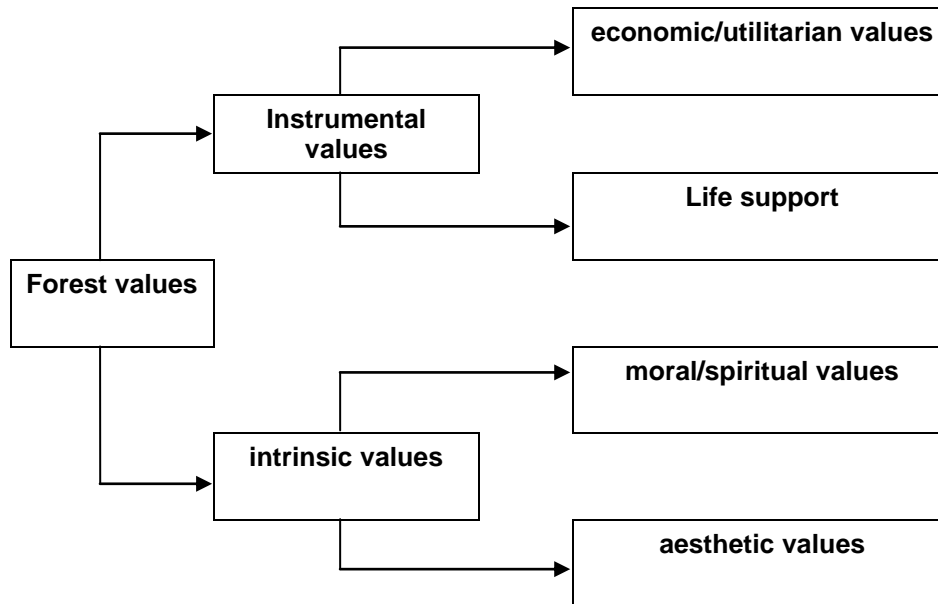 economic/utilitarian values
Instrumental
values
Life support
Forest values
moral/spiritual values
intrinsic values
aesthetic values